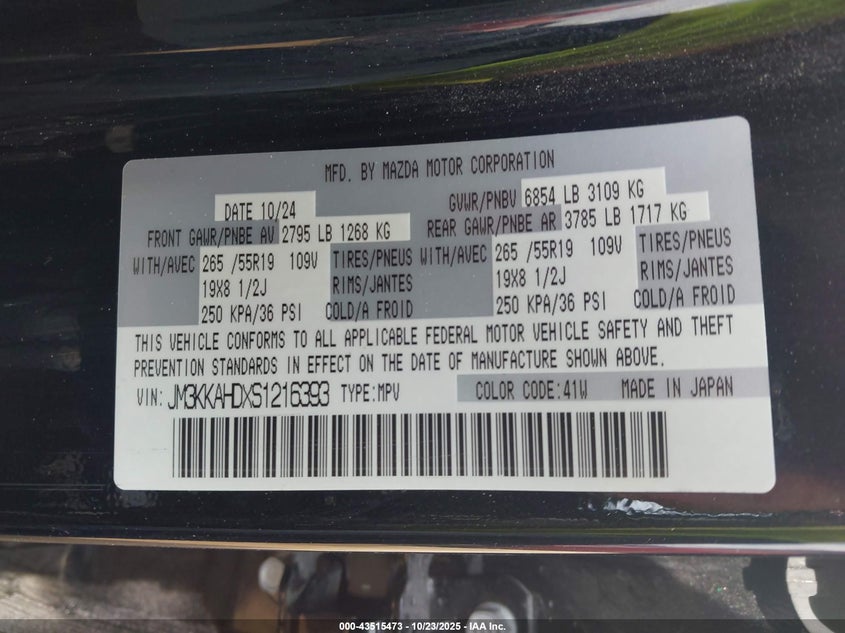 MFD. BY MAZDA MOTOR CORPORATION
DATE 10/24 GVWR/PNBV 6854 LB 3109 KG
FRONT GAWR/PNBE AV 2795 LB 1268 KG REAR GAWR/PNBE AR 3785 LB 1717 KG
WITH/AVEC 265 /55R19 109V TIRES/PNEUS WITH/AVEC 265 /55R19 109V TIRES/PNEUS
19X8 1/2J RIMS/JANTES 19X8 1/2J RIMS/JANTES
250 KPA/36 PSI COLD/A FROID 250 KPA/36 PSI COLD/A FROID
THIS VEHICLE CONFORMS TO ALL APPLICABLE FEDERAL MOTOR VEHICLE SAFETY AND THEFT
PREVENTION STANDARDS IN EFFECT ON THE DATE OF MANUFACTURE SHOWN ABOVE.
VIN: JM3KKAHDXS1216393 TYPE:MPV COLOR CODE:41W MADE IN JAPAN
000-43515473 - 10/23/2025 - IAA Inc.